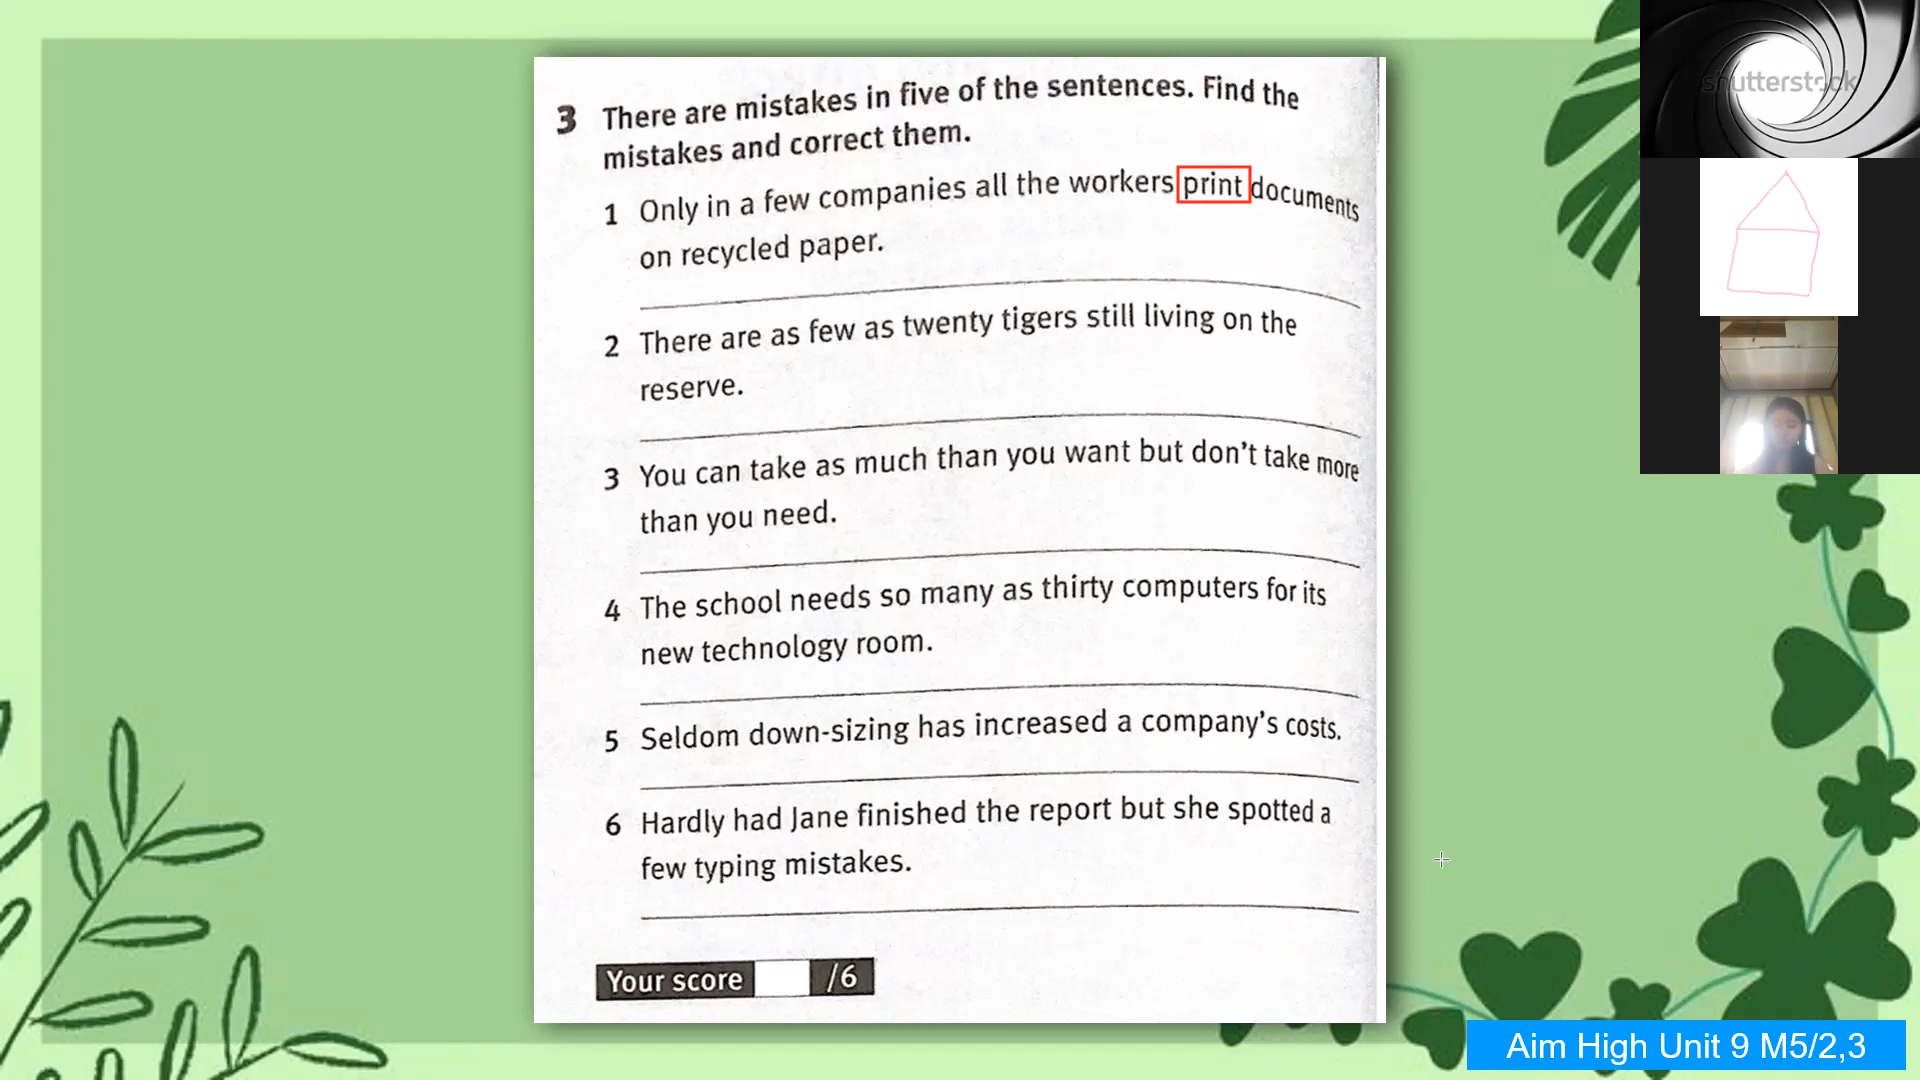 3 There are mistakes in five of the sentences. Find the
mistakes and correct them.
1 Only in a few companies all the workers print documents
on recycled paper.
2 There are as few as twenty tigers still living on the
reserve.
3 You can take as much than you want but don't take more
than you need.
4 The school needs so many as thirty computers for its
new technology room.
5 Seldom down-sizing has increased a company's costs.
6 Hardly had Jane finished the report but she spotted a
few typing mistakes.
Your score /6
shutterstock
Aim High Unit 9 M5/2,3